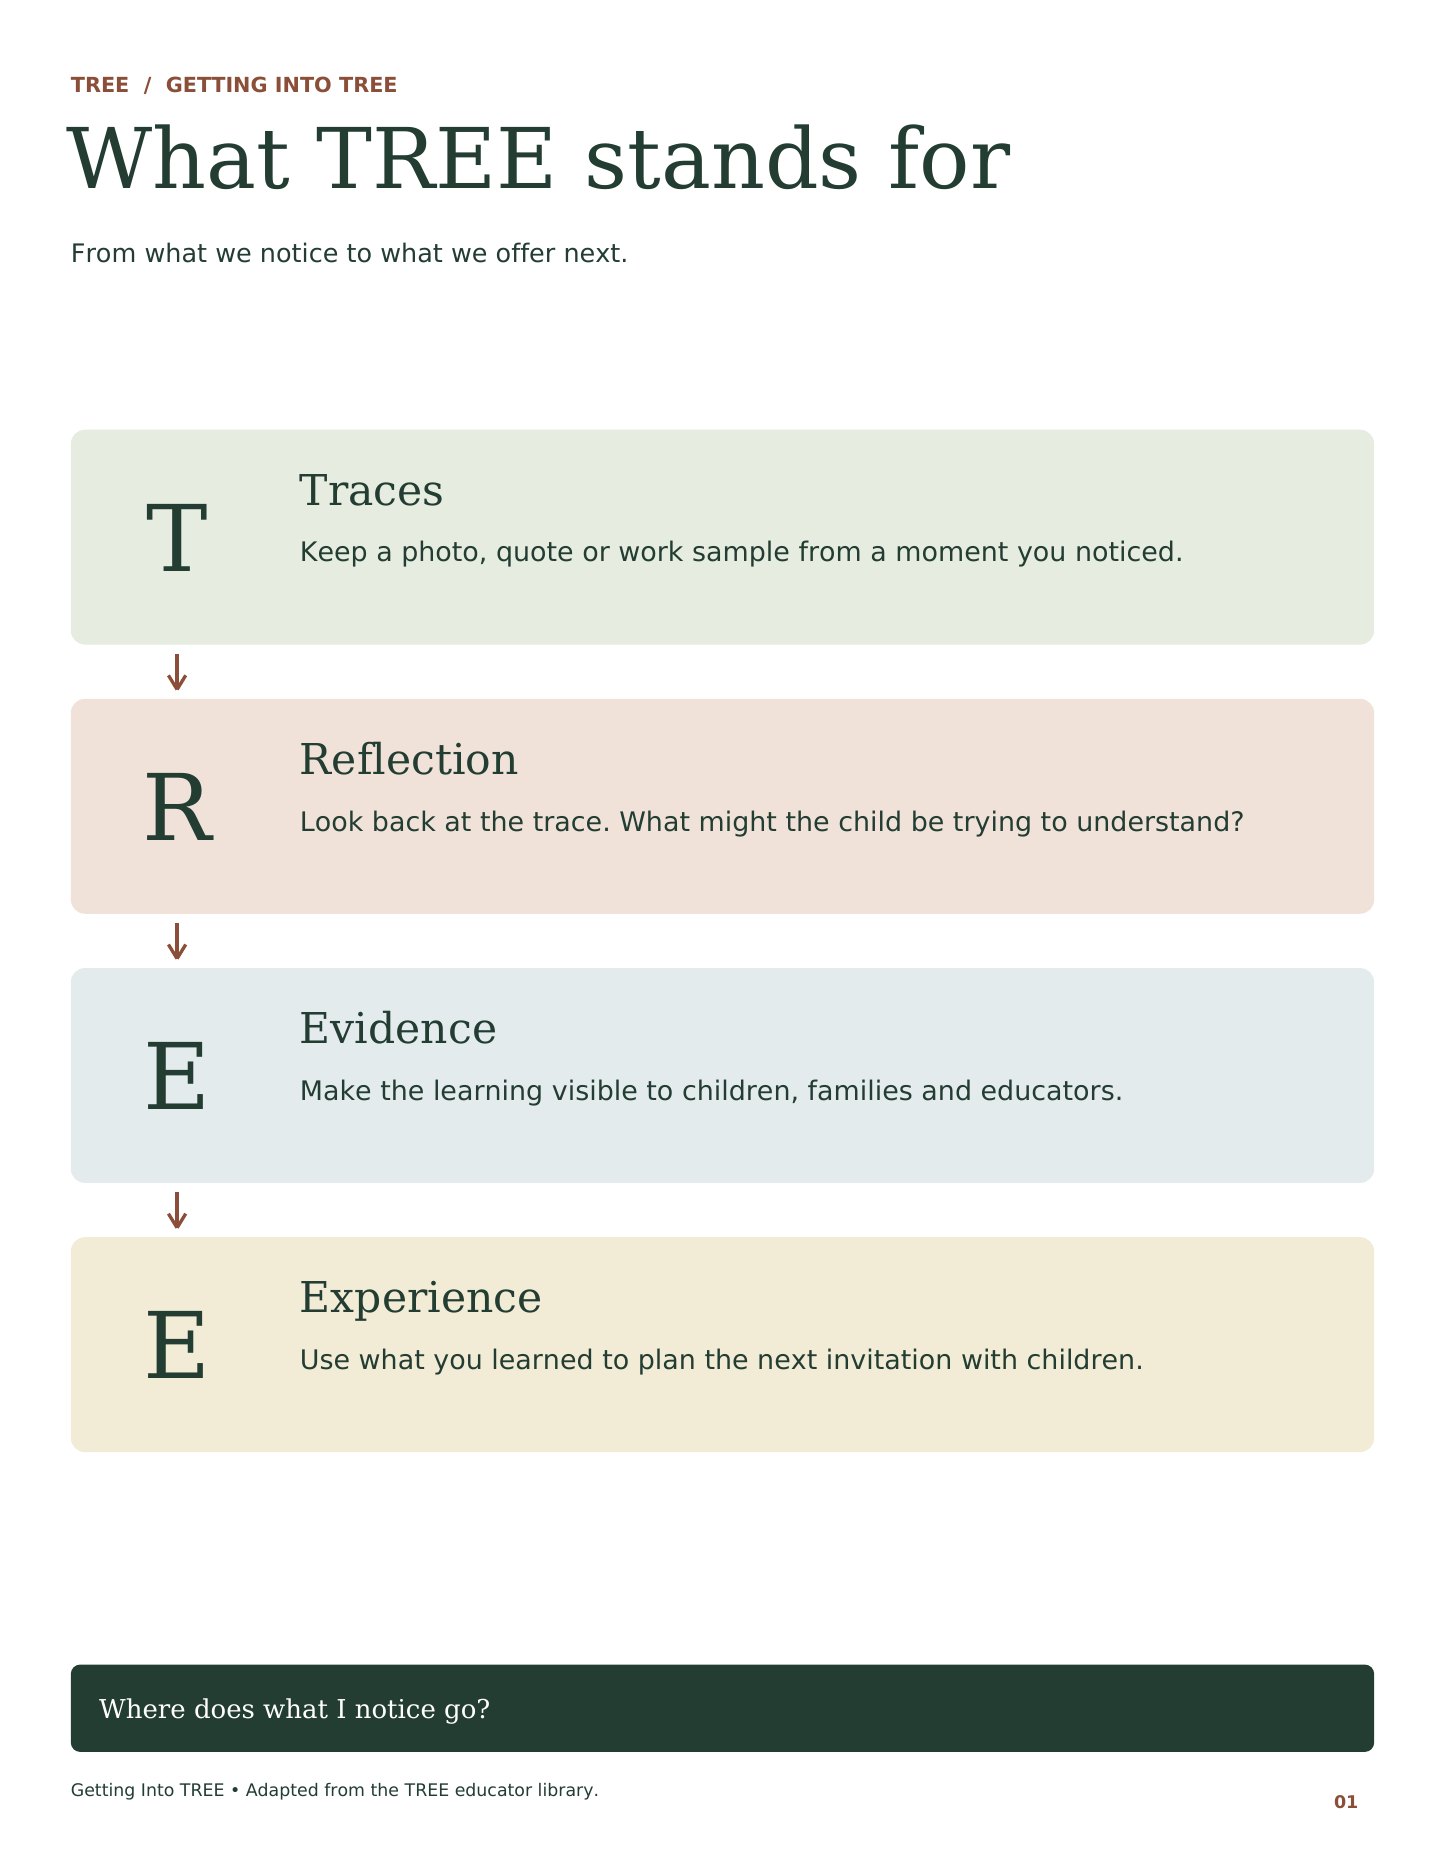 TREE / GETTING INTO TREE
What TREE stands for
From what we notice to what we offer next.
T
Traces
Keep a photo, quote or work sample from a moment you noticed.
R
Reflection
Look back at the trace. What might the child be trying to understand?
E
Evidence
Make the learning visible to children, families and educators.
E
Experience
Use what you learned to plan the next invitation with children.
Where does what I notice go?
Getting Into TREE • Adapted from the TREE educator library.
01